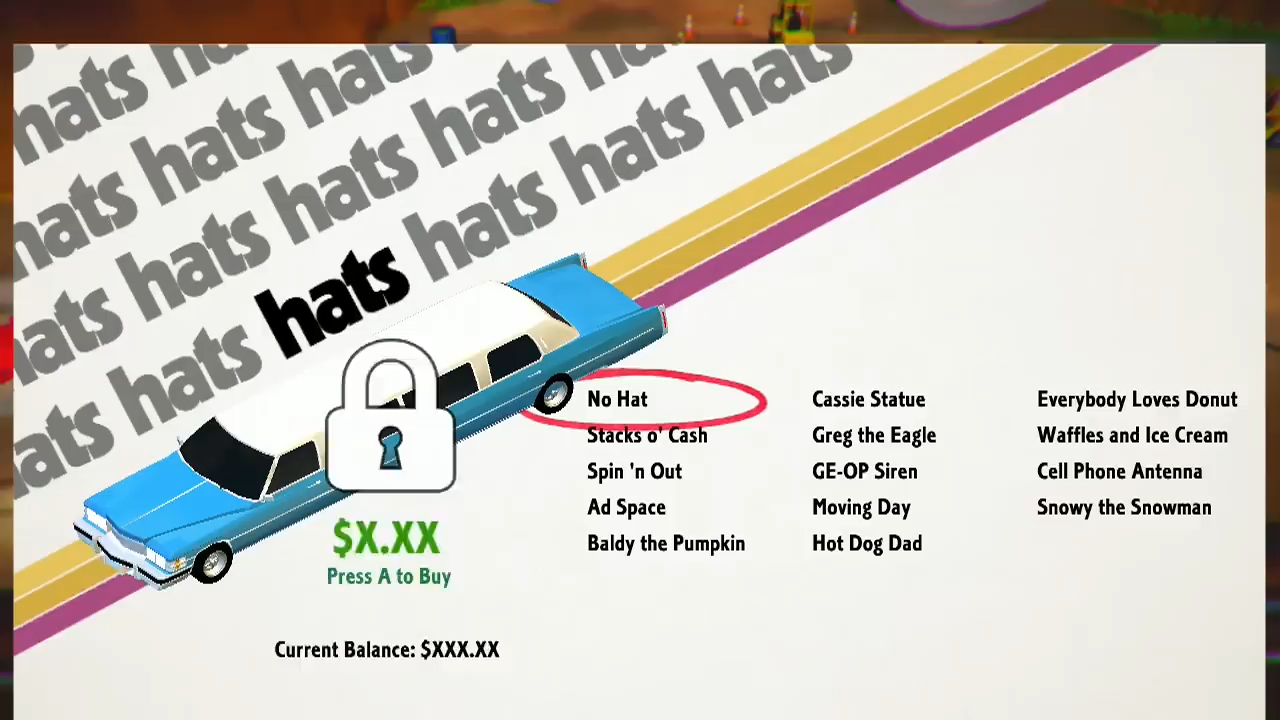 hats hats hats hats
hats hats hats hats
hats hats hats hats hats
hats hats hats hats hats
No Hat
Stacks o' Cash
Spin 'n Out
Ad Space
Baldy the Pumpkin
Cassie Statue
Greg the Eagle
GE-OP Siren
Moving Day
Hot Dog Dad
Everybody Loves Donut
Waffles and Ice Cream
Cell Phone Antenna
Snowy the Snowman
$X.XX
Press A to Buy
Current Balance: $XXX.XX